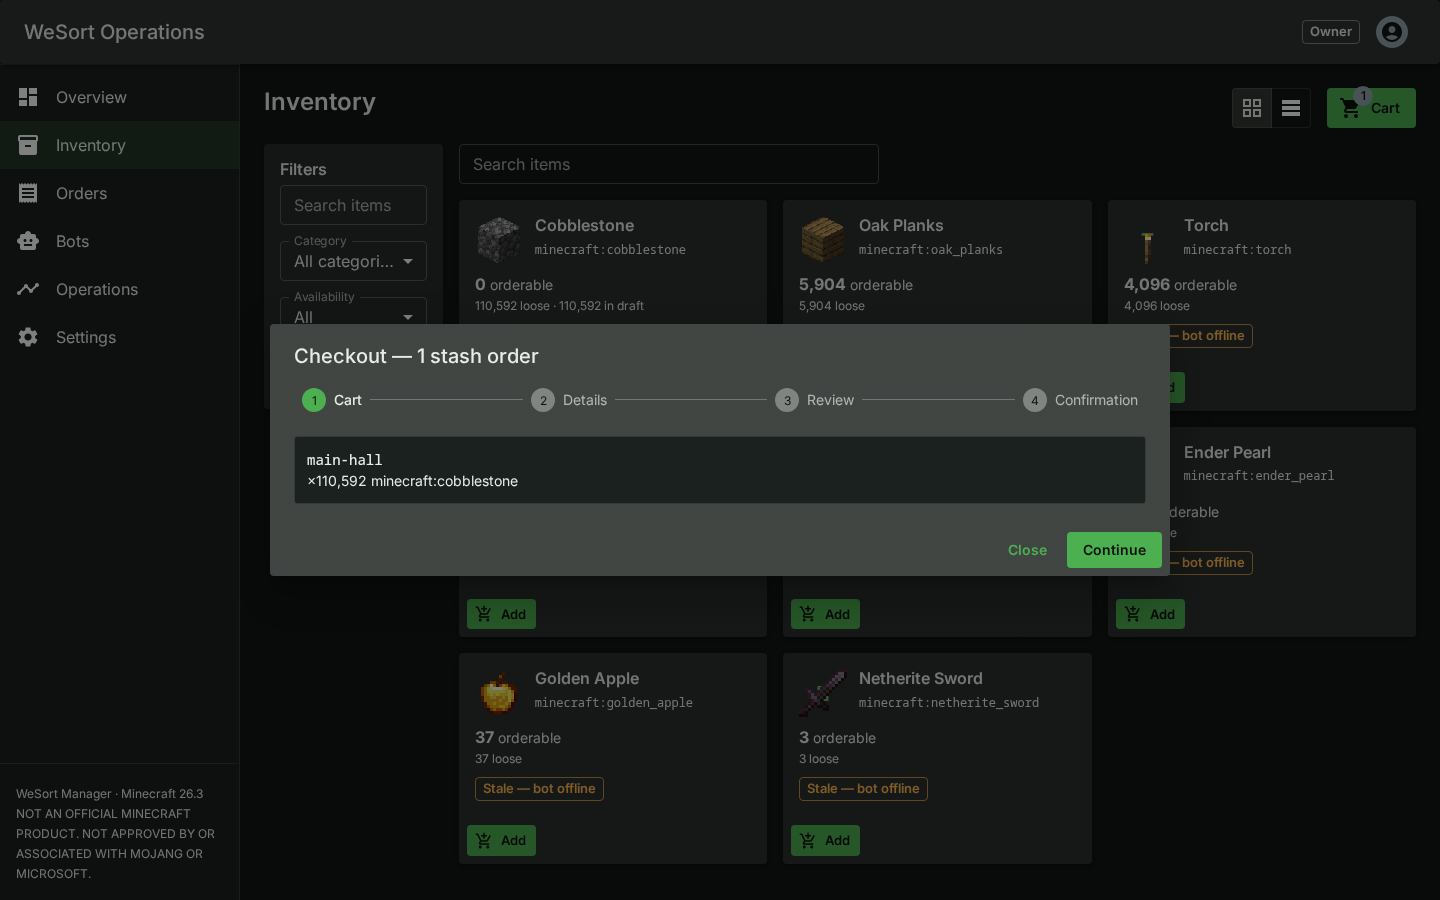 WeSort Operations
Owner
Overview
Inventory
Orders
Bots
Operations
Settings
WeSort Manager · Minecraft 26.3
NOT AN OFFICIAL MINECRAFT
PRODUCT. NOT APPROVED BY OR
ASSOCIATED WITH MOJANG OR
MICROSOFT.
Inventory
1
Cart
Filters
Search items
Category
All categori...
Availability
All
Search items
Cobblestone
minecraft:cobblestone
0 orderable
110,592 loose · 110,592 in draft
Oak Planks
minecraft:oak_planks
5,904 orderable
5,904 loose
Torch
minecraft:torch
4,096 orderable
4,096 loose
— bot offline
Checkout — 1 stash order
1 Cart
2 Details
3 Review
4 Confirmation
main-hall
×110,592 minecraft:cobblestone
Close
Continue
Ender Pearl
minecraft:ender_pearl
— bot offline
Add
Add
Add
Golden Apple
minecraft:golden_apple
37 orderable
37 loose
Stale — bot offline
Add
Netherite Sword
minecraft:netherite_sword
3 orderable
3 loose
Stale — bot offline
Add